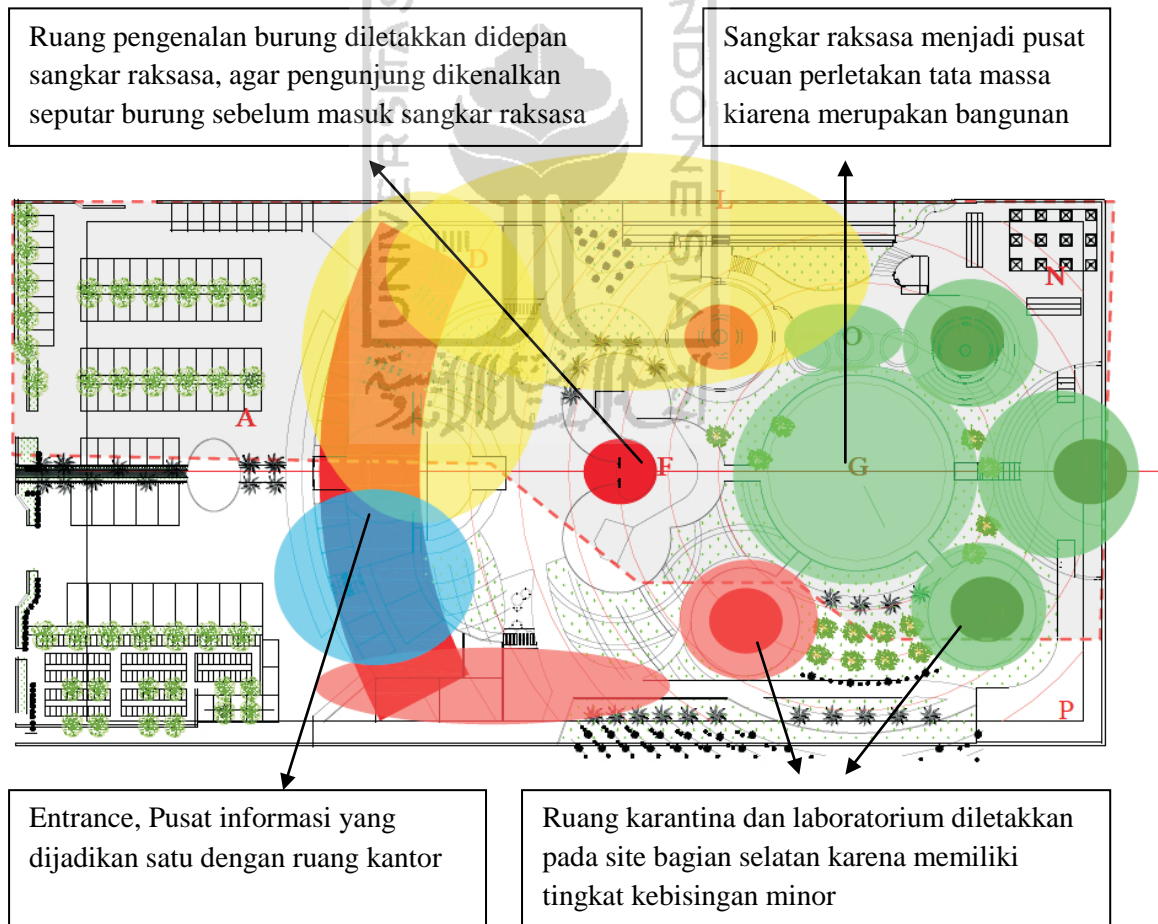 Ruang pengenalan burung diletakkan didepan
sangkar raksasa, agar pengunjung dikenalkan
seputar burung sebelum masuk sangkar raksasa
Sangkar raksasa menjadi pusat
acuan perletakan tata massa
kiarena merupakan bangunan
UNIVERSITAS
INDONESIA
L
D
N
O
A
F
G
P
Entrance, Pusat informasi yang
dijadikan satu dengan ruang kantor
Ruang karantina dan laboratorium diletakkan
pada site bagian selatan karena memiliki
tingkat kebisingan minor